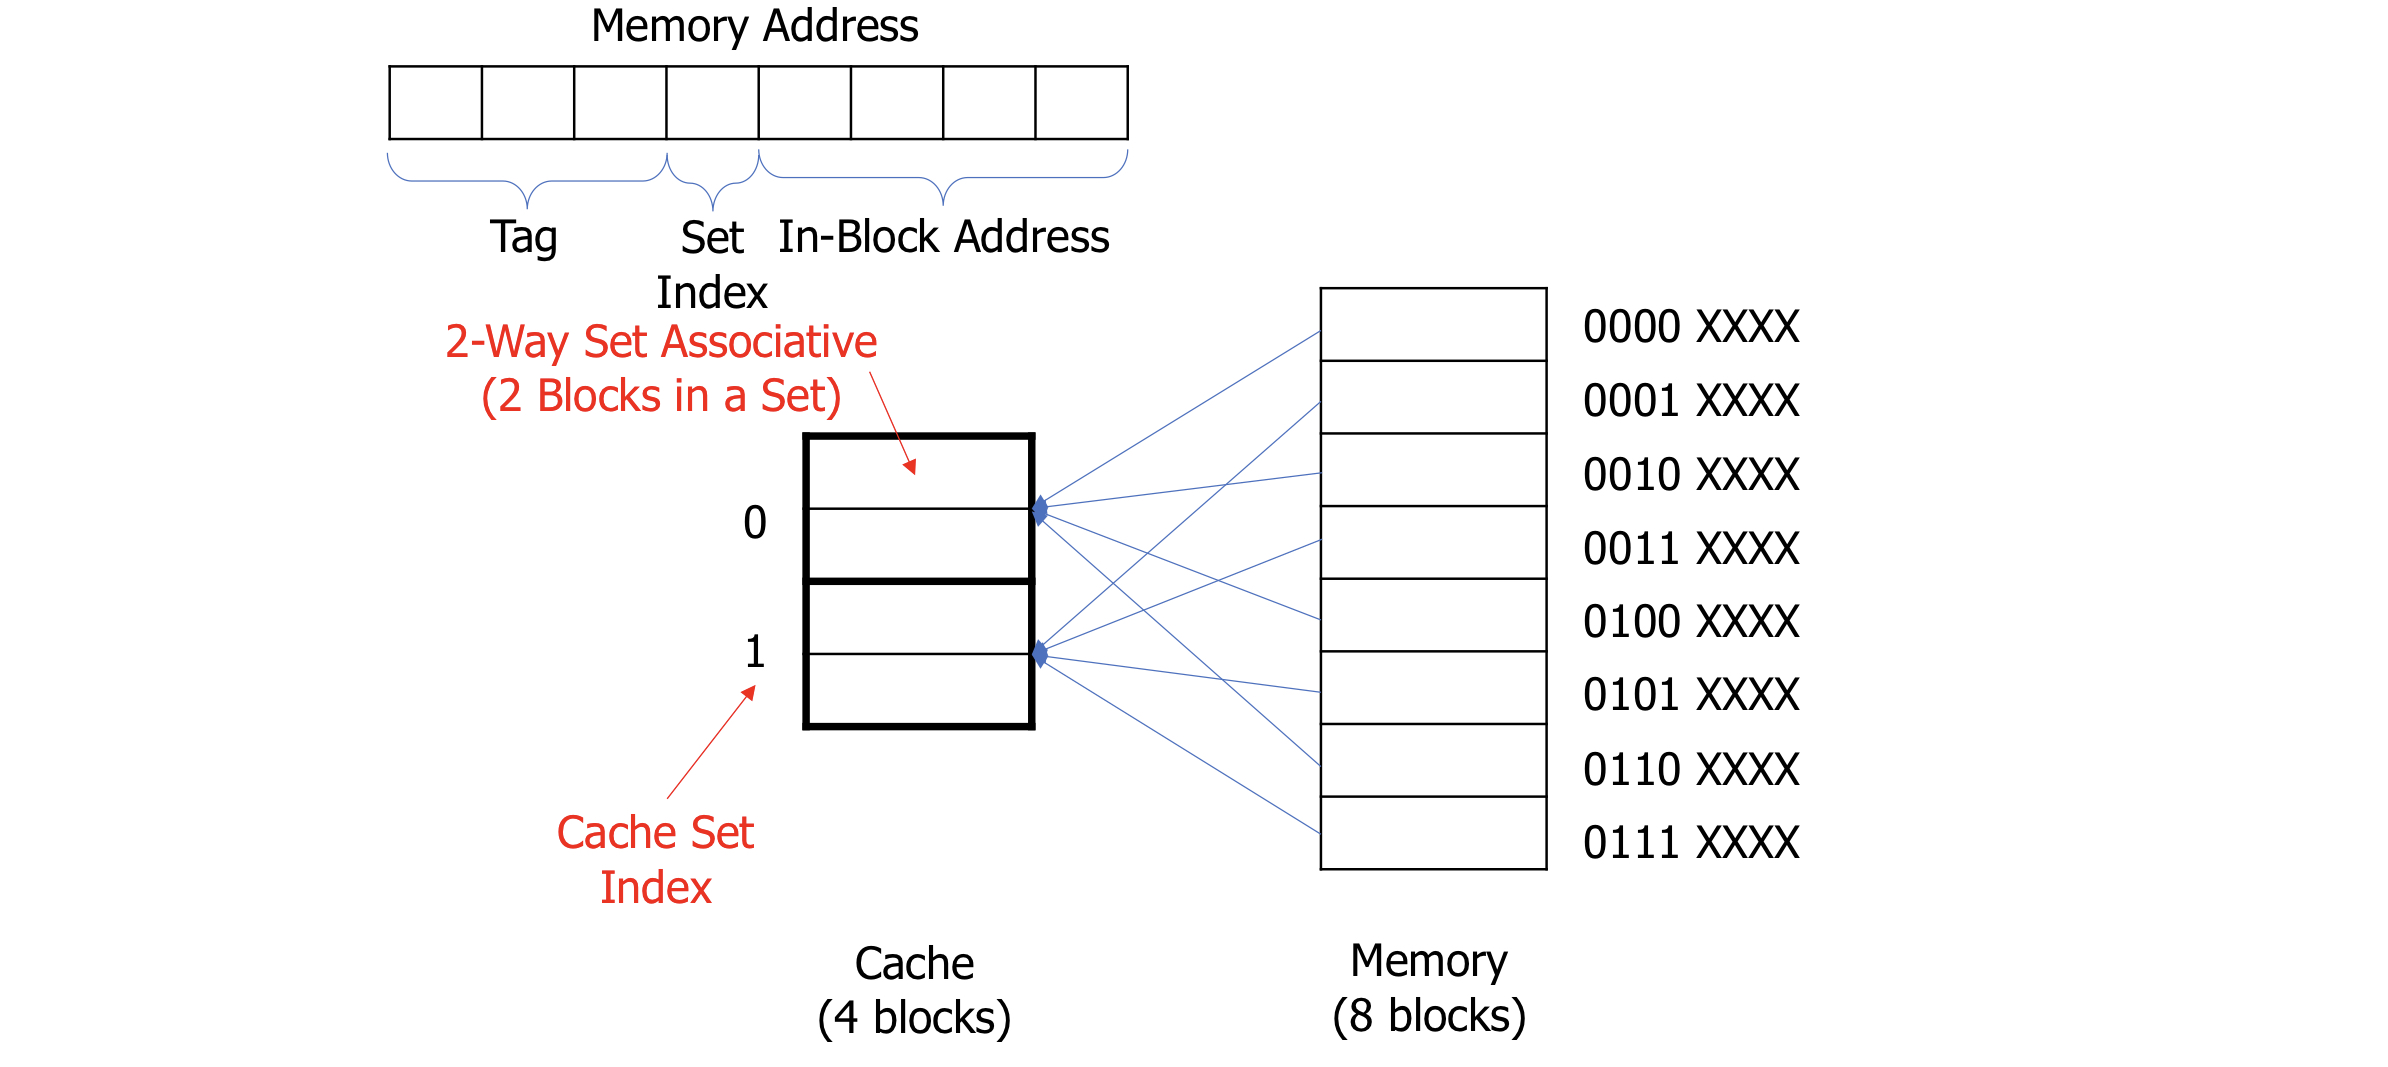 Memory Address
Tag
Set
Index
In-Block Address
2-Way Set Associative
(2 Blocks in a Set)
0
1
Cache Set
Index
Cache
(4 blocks)
0000 XXXX
0001 XXXX
0010 XXXX
0011 XXXX
0100 XXXX
0101 XXXX
0110 XXXX
0111 XXXX
Memory
(8 blocks)